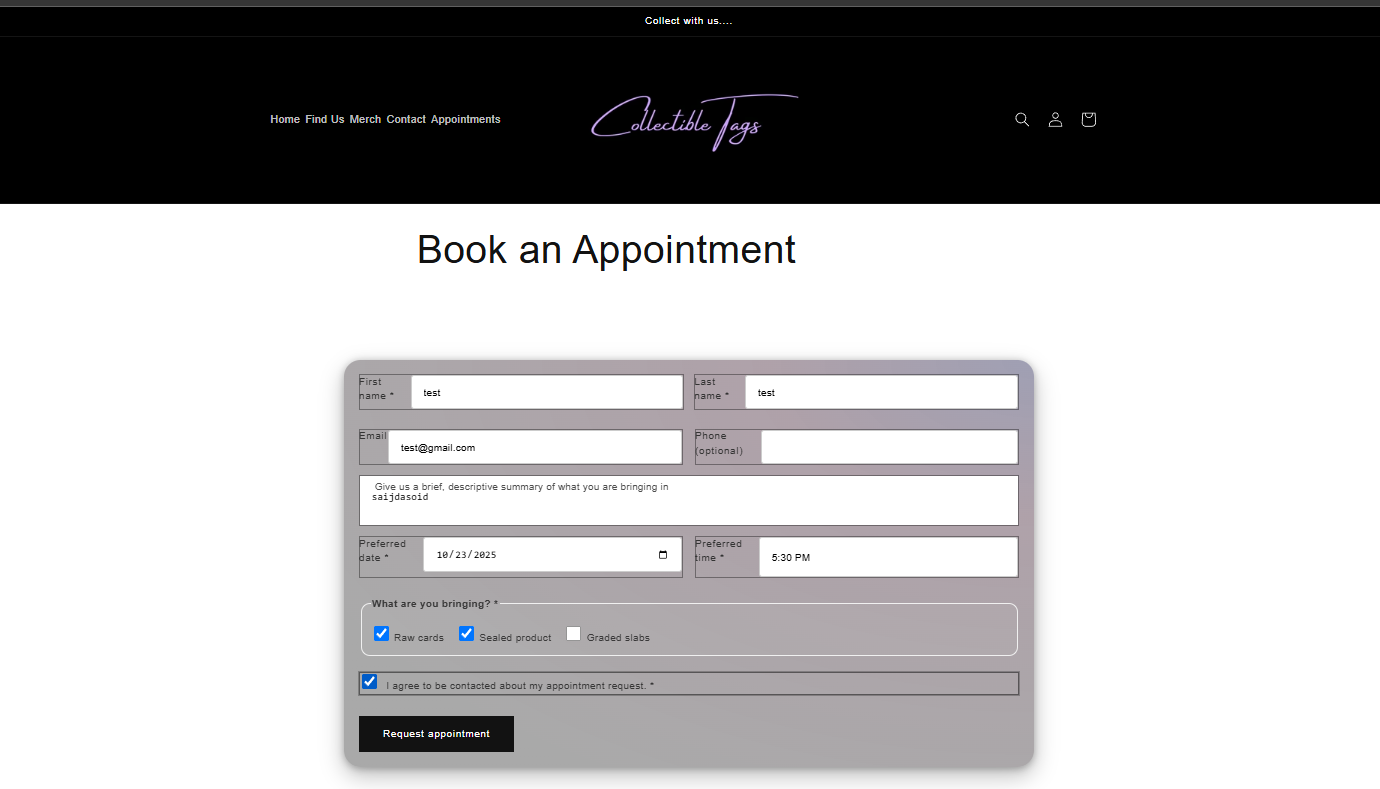 Collect with us....
Home Find Us Merch Contact Appointments
Collectible Tags
Book an Appointment
First name * test
Last name * test
Email test@gmail.com
Phone (optional)
Give us a brief, descriptive summary of what you are bringing in
saijdasoid
Preferred date * 10/23/2025
Preferred time * 5:30 PM
What are you bringing? *
Raw cards Sealed product Graded slabs
I agree to be contacted about my appointment request. *
Request appointment